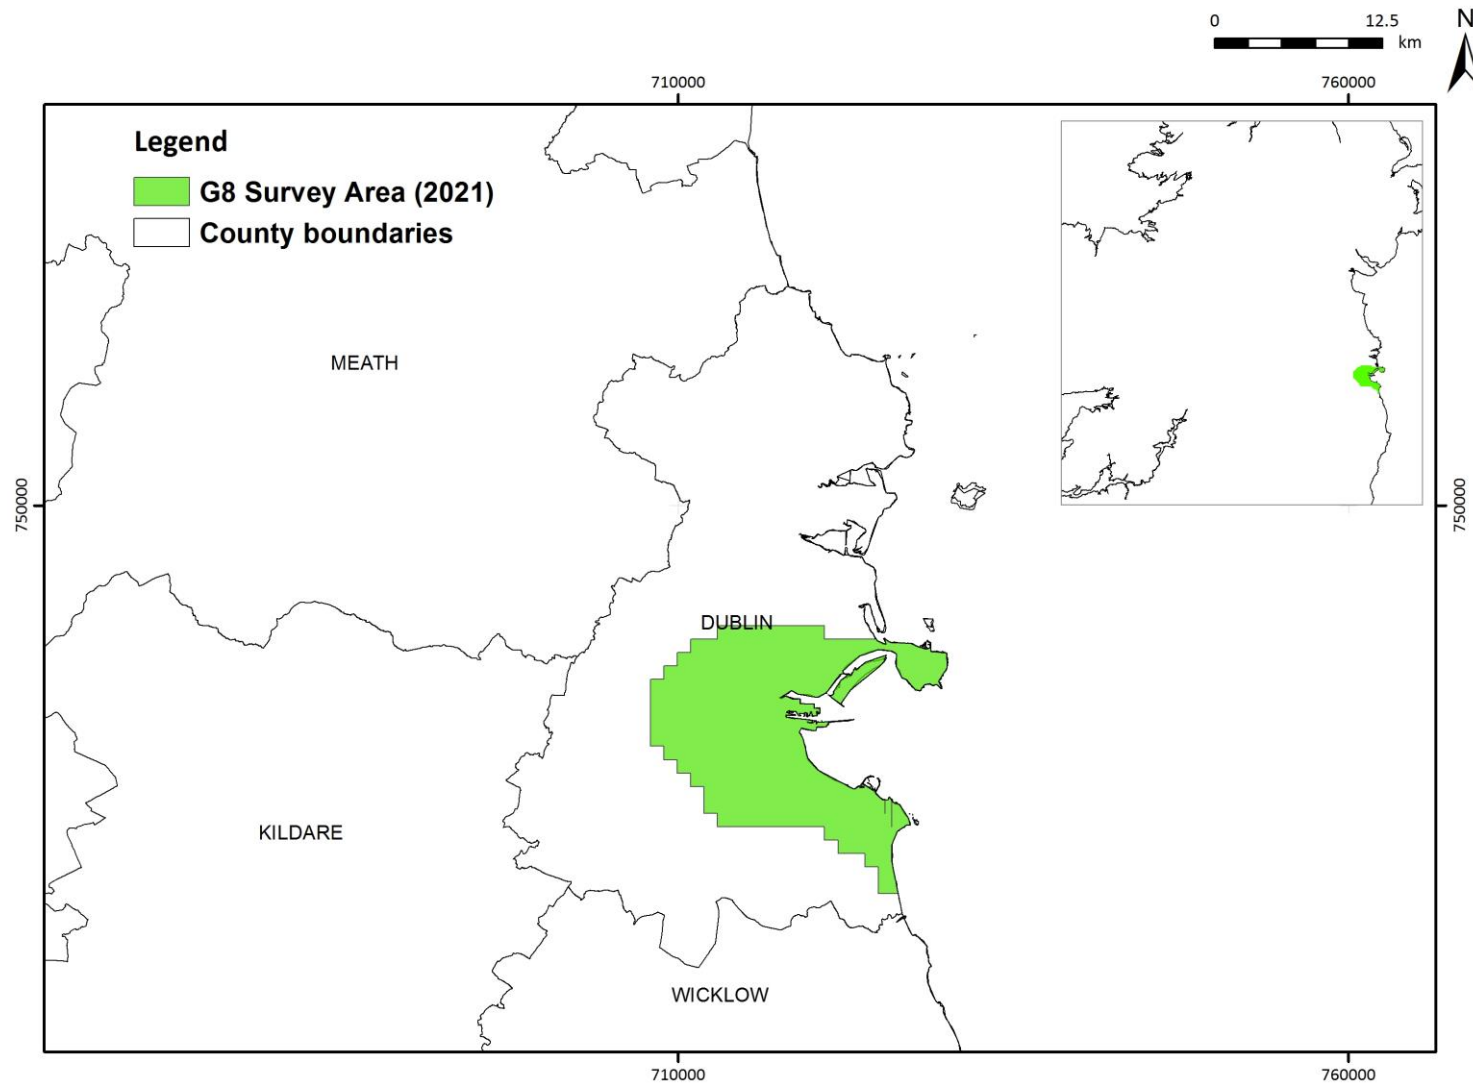 0 12.5
km
N
710000 760000
Legend
G8 Survey Area (2021)
County boundaries
MEATH
750000 750000
DUBLIN
KILDARE
WICKLOW
710000 760000